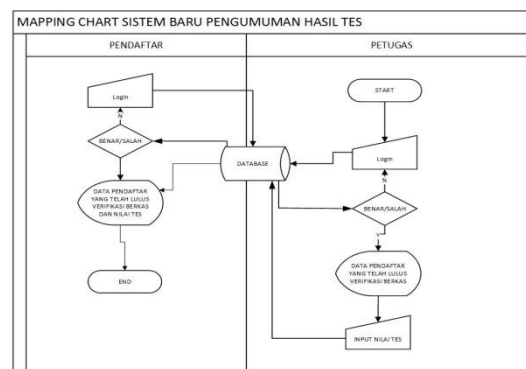 MAPPING CHART SISTEM BARU PENGUMUMAN HASIL TES
PENDAFTAR
PETUGAS
Login
N
BENAR/SALAH
DATA PENDAFTAR
YANG TELAH LULUS
VERIFIKASI BERKAS
DAN NILAI TES
END
DATABASE
START
Login
N
BENAR/SALAH
Y
DATA PENDAFTAR
YANG TELAH LULUS
VERIFIKASI BERKAS
INPUT NILAI TES